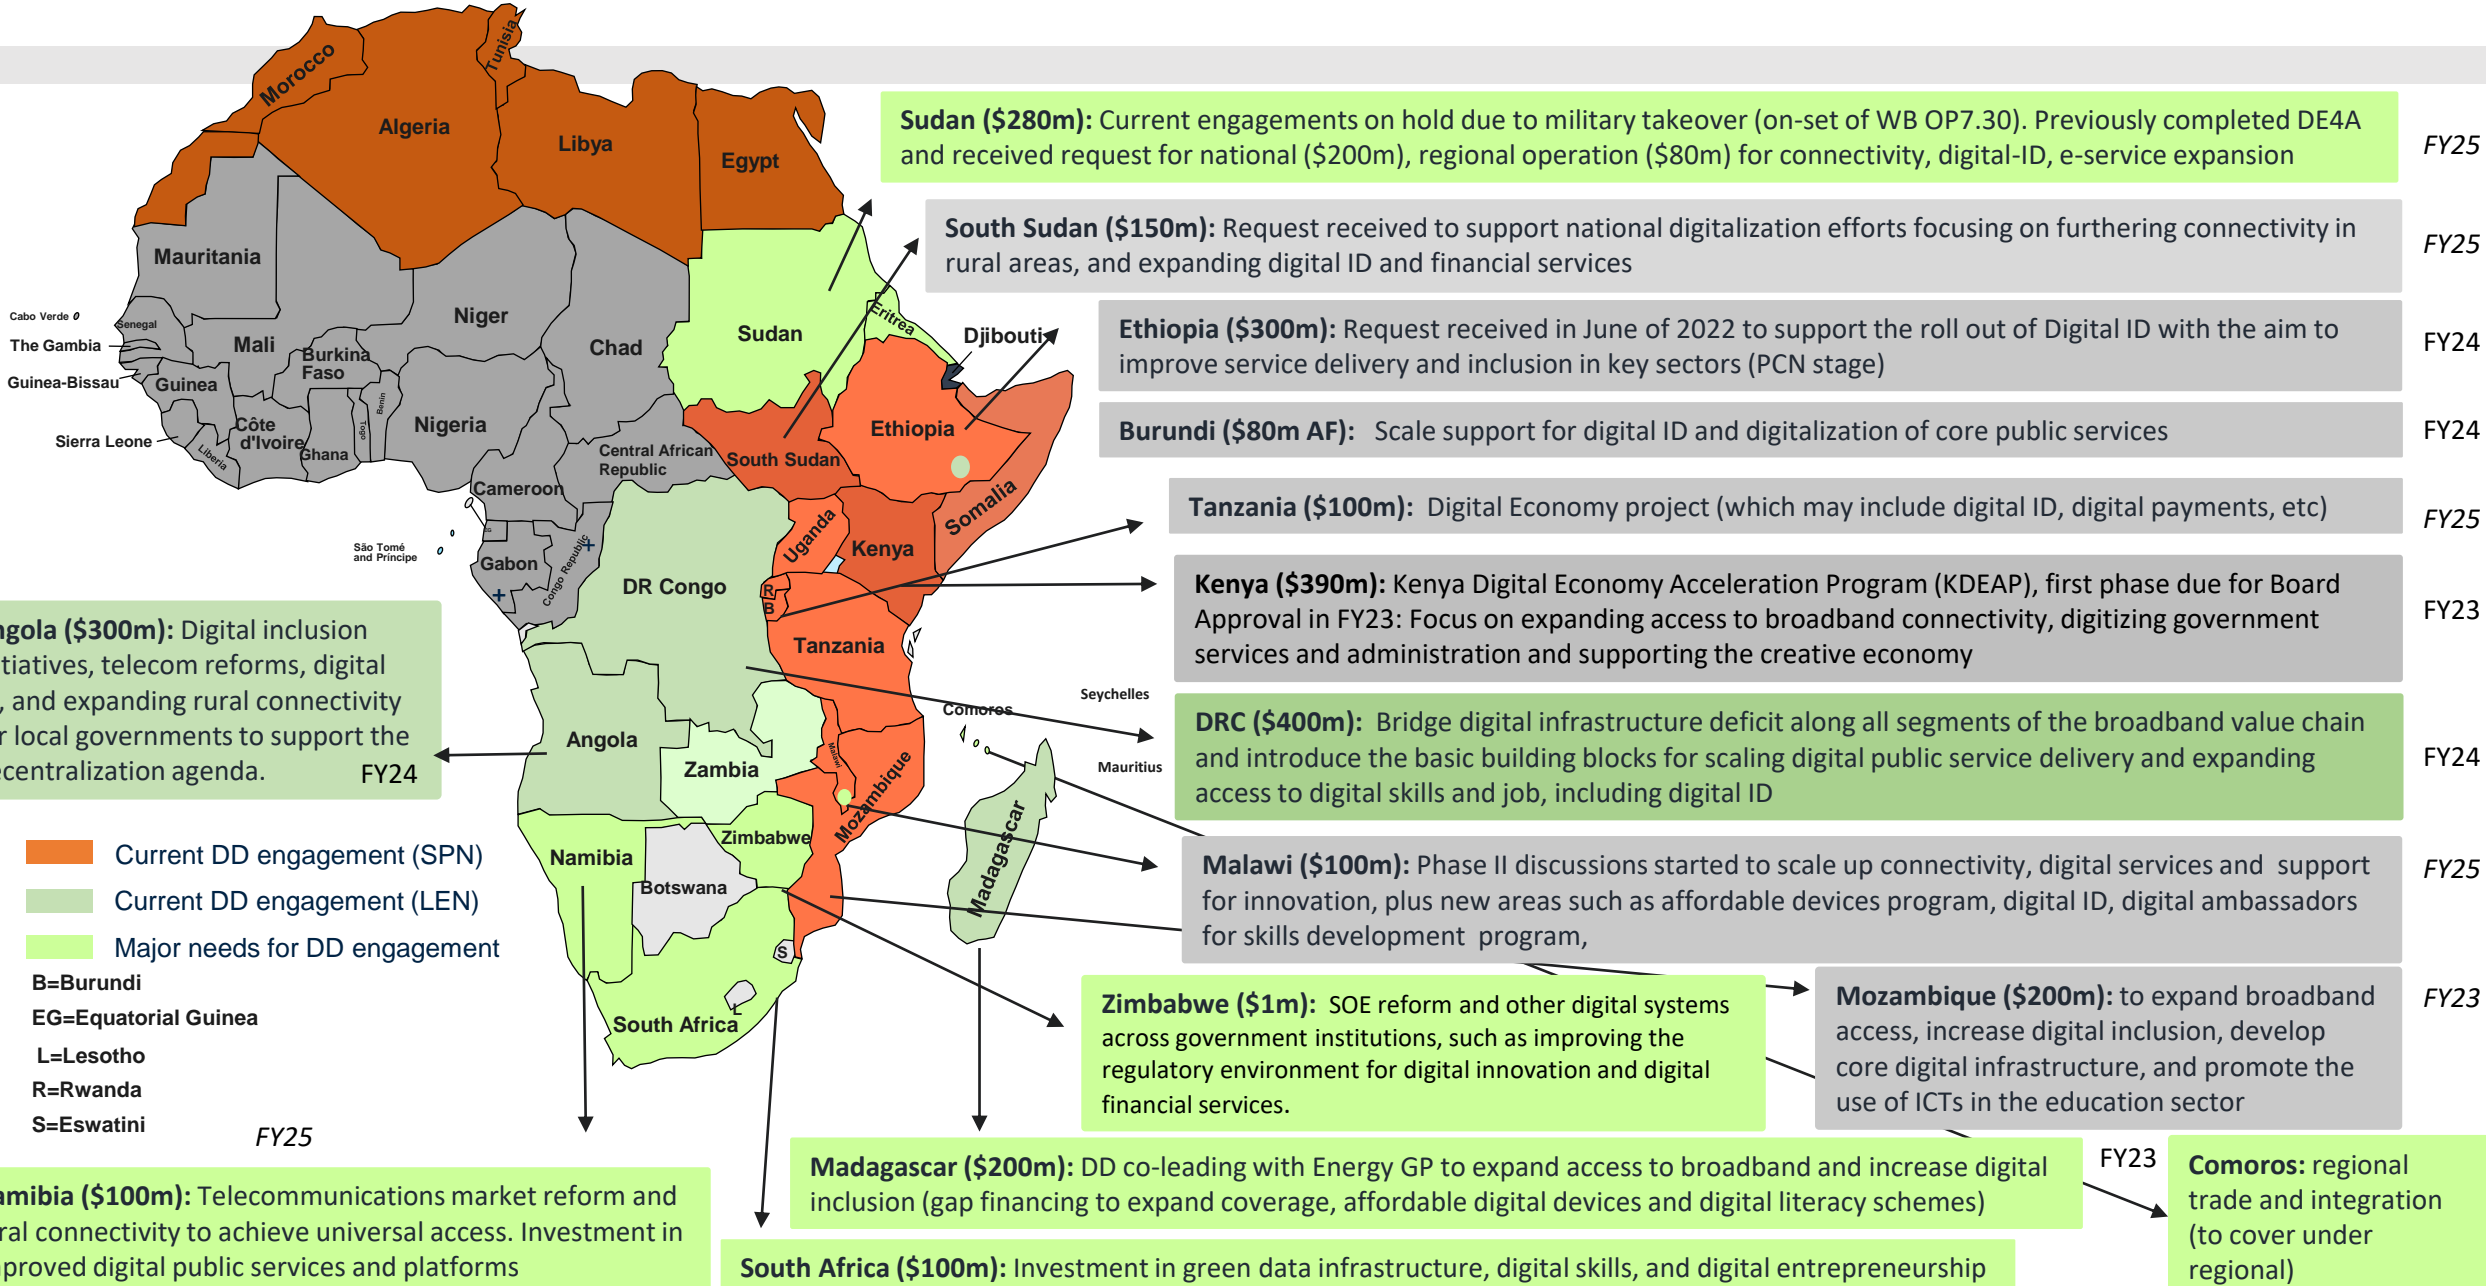 Morocco
Tunisia
Algeria
Libya
Egypt
Mauritania
Mali
Niger
Chad
Sudan
Eritrea
Djibouti
Cabo Verde
Senegal
The Gambia
Guinea-Bissau
Guinea
Burkina
Faso
Benin
Togo
Sierra Leone
Liberia
Côte
d'Ivoire
Ghana
Nigeria
Cameroon
Central African
Republic
South Sudan
Ethiopia
Somalia
EG
São Tomé
and Príncipe
Gabon
Congo Republic
DR Congo
Uganda
Kenya
R
B
Tanzania
Seychelles
Comoros
Mauritius
Angola
Zambia
Malawi
Mozambique
Madagascar
Zimbabwe
Namibia
Botswana
S
L
South Africa
Sudan ($280m): Current engagements on hold due to military takeover (on-set of WB OP7.30). Previously completed DE4A
and received request for national ($200m), regional operation ($80m) for connectivity, digital-ID, e-service expansion
FY25
South Sudan ($150m): Request received to support national digitalization efforts focusing on furthering connectivity in
rural areas, and expanding digital ID and financial services
FY25
Ethiopia ($300m): Request received in June of 2022 to support the roll out of Digital ID with the aim to
improve service delivery and inclusion in key sectors (PCN stage)
FY24
Burundi ($80m AF): Scale support for digital ID and digitalization of core public services
FY24
Tanzania ($100m): Digital Economy project (which may include digital ID, digital payments, etc)
FY25
Kenya ($390m): Kenya Digital Economy Acceleration Program (KDEAP), first phase due for Board
Approval in FY23: Focus on expanding access to broadband connectivity, digitizing government
services and administration and supporting the creative economy
FY23
DRC ($400m): Bridge digital infrastructure deficit along all segments of the broadband value chain
and introduce the basic building blocks for scaling digital public service delivery and expanding
access to digital skills and job, including digital ID
FY24
Malawi ($100m): Phase II discussions started to scale up connectivity, digital services and support
for innovation, plus new areas such as affordable devices program, digital ID, digital ambassadors
for skills development program,
FY25
Mozambique ($200m): to expand broadband
access, increase digital inclusion, develop
core digital infrastructure, and promote the
use of ICTs in the education sector
FY23
Zimbabwe ($1m): SOE reform and other digital systems
across government institutions, such as improving the
regulatory environment for digital innovation and digital
financial services.
Madagascar ($200m): DD co-leading with Energy GP to expand access to broadband and increase digital
inclusion (gap financing to expand coverage, affordable digital devices and digital literacy schemes)
FY23
Comoros: regional
trade and integration
(to cover under
regional)
South Africa ($100m): Investment in green data infrastructure, digital skills, and digital entrepreneurship
ngola ($300m): Digital inclusion
tiatives, telecom reforms, digital
, and expanding rural connectivity
r local governments to support the
ecentralization agenda.
FY24
Current DD engagement (SPN)
Current DD engagement (LEN)
Major needs for DD engagement
B=Burundi
EG=Equatorial Guinea
L=Lesotho
R=Rwanda
S=Eswatini
FY25
amibia ($100m): Telecommunications market reform and
ral connectivity to achieve universal access. Investment in
proved digital public services and platforms